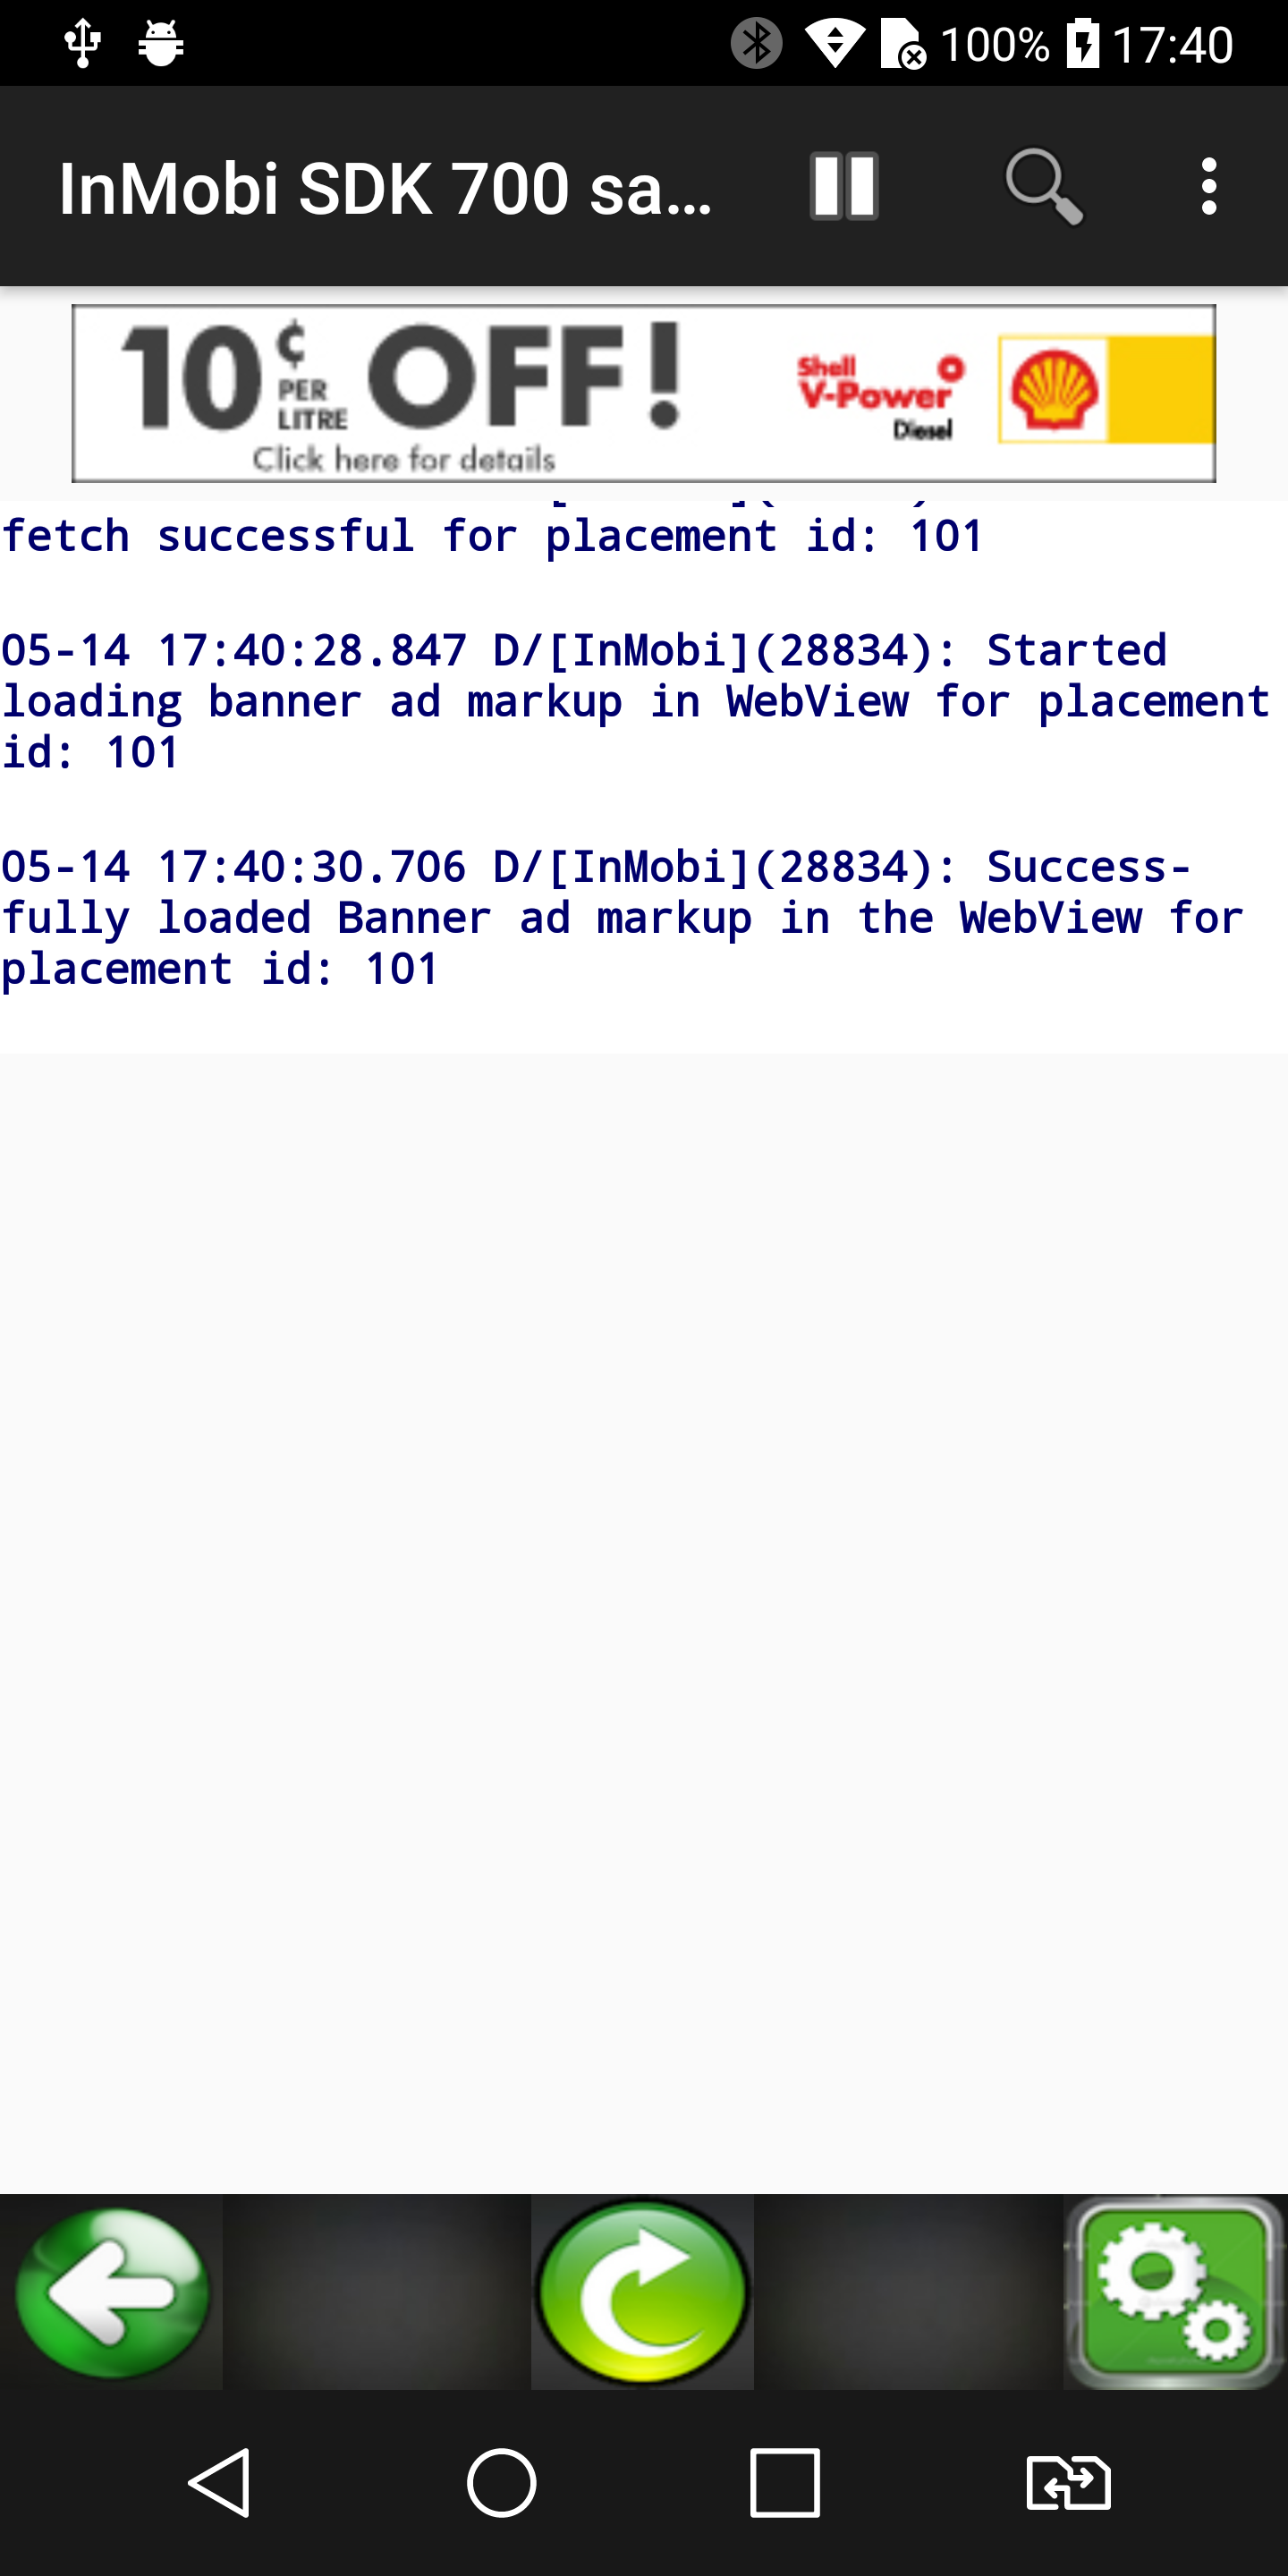 100% 17:40
InMobi SDK 700 sa...
10¢ PER LITRE OFF!
Click here for details
Shell
V-Power
Diesel
fetch successful for placement id: 101
05-14 17:40:28.847 D/[InMobi](28834): Started
loading banner ad markup in WebView for placement
id: 101
05-14 17:40:30.706 D/[InMobi](28834): Success-
fully loaded Banner ad markup in the WebView for
placement id: 101